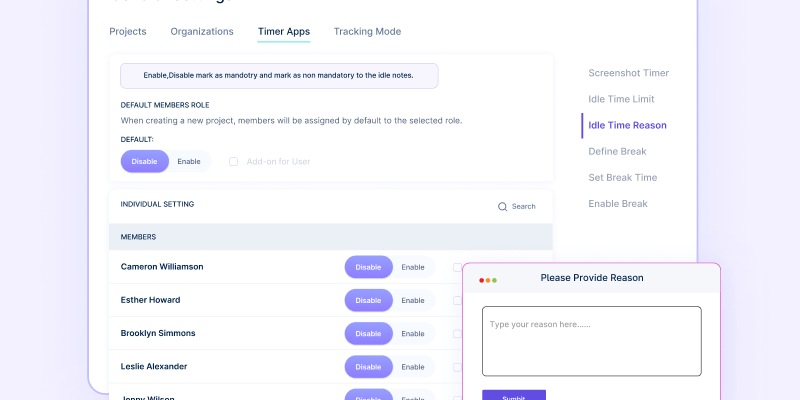 Projects
Organizations
Timer Apps
Tracking Mode
Enable,Disable mark as mandotry and mark as non mandatory to the idle notes.
DEFAULT MEMBERS ROLE
When creating a new project, members will be assigned by default to the selected role.
DEFAULT:
Disable
Enable
Add-on for User
INDIVIDUAL SETTING
Search
MEMBERS
Cameron Williamson
Disable
Enable
Esther Howard
Disable
Enable
Brooklyn Simmons
Disable
Enable
Leslie Alexander
Disable
Enable
Jenny Wilson
Disable
Enable
Screenshot Timer
Idle Time Limit
Idle Time Reason
Define Break
Set Break Time
Enable Break
Please Provide Reason
Type your reason here......
Sumbit